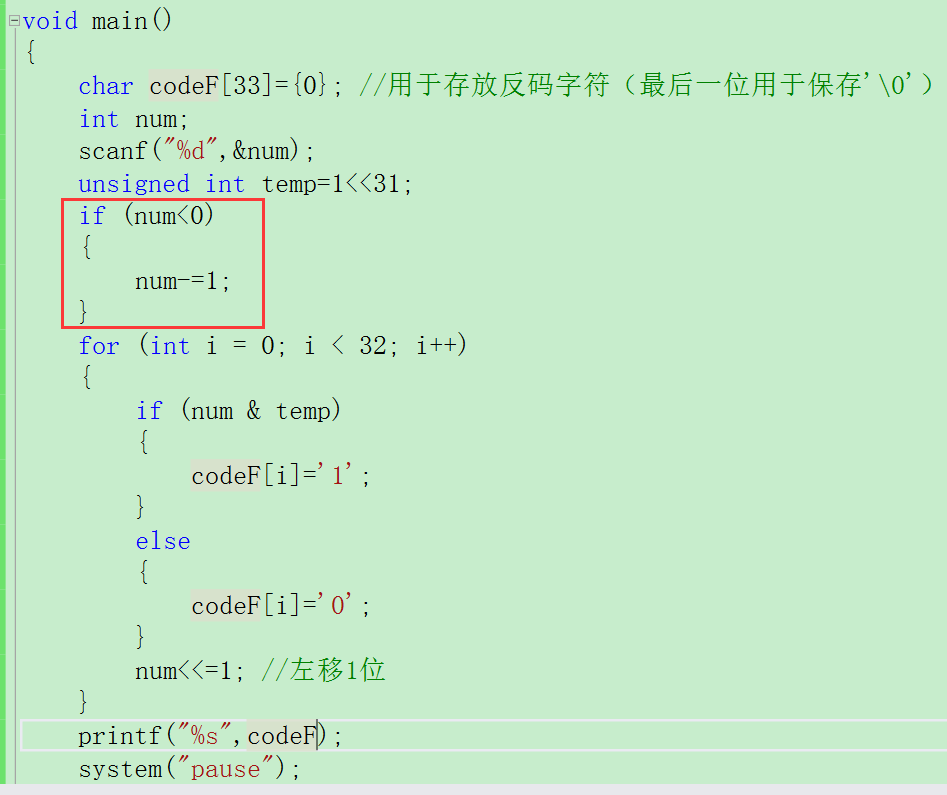 void main()
{
char codeF[33]={0}; //用于存放反码字符（最后一位用于保存'\0'）
int num;
scanf("%d",&num);
unsigned int temp=1<<31;
if (num<0)
{
num-=1;
}
for (int i = 0; i < 32; i++)
{
if (num & temp)
{
codeF[i]='1';
}
else
{
codeF[i]='0';
}
num<<=1; //左移1位
}
printf("%s",codeF);
system("pause");